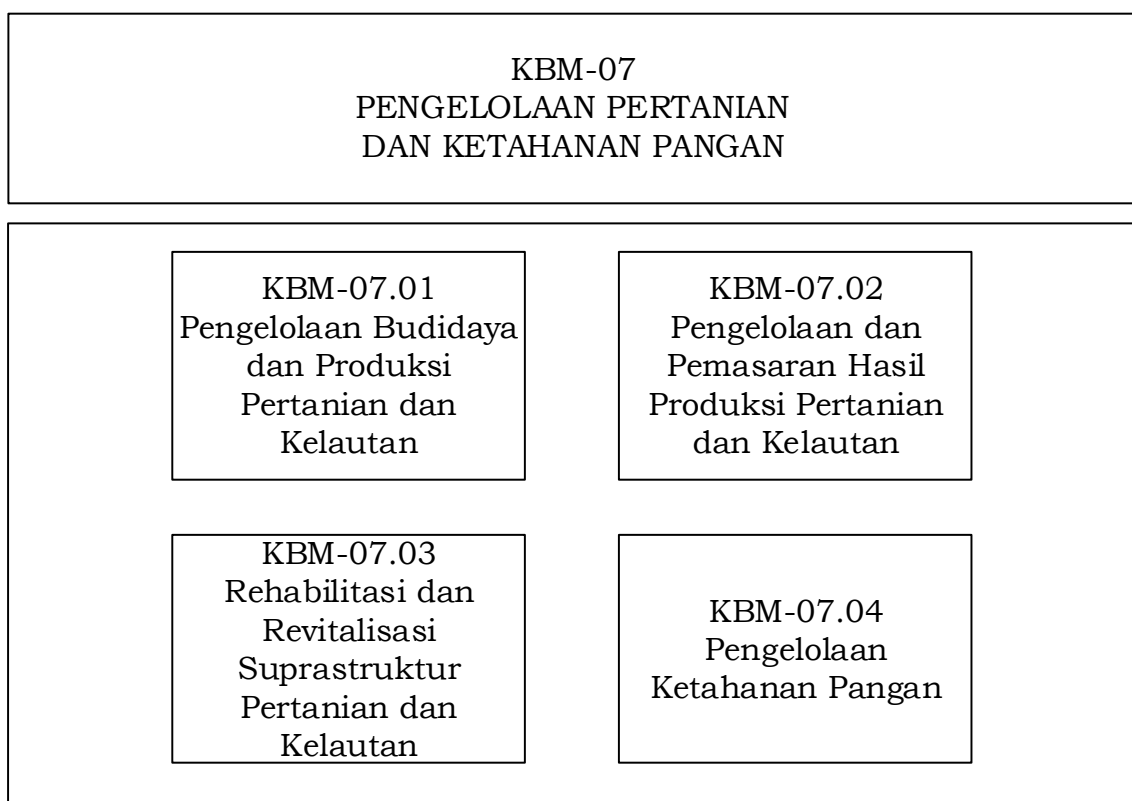 KBM-07
PENGELOLAAN PERTANIAN
DAN KETAHANAN PANGAN
KBM-07.01
Pengelolaan Budidaya
dan Produksi
Pertanian dan
Kelautan
KBM-07.02
Pengelolaan dan
Pemasaran Hasil
Produksi Pertanian
dan Kelautan
KBM-07.03
Rehabilitasi dan
Revitalisasi
Suprastruktur
Pertanian dan
Kelautan
KBM-07.04
Pengelolaan
Ketahanan Pangan